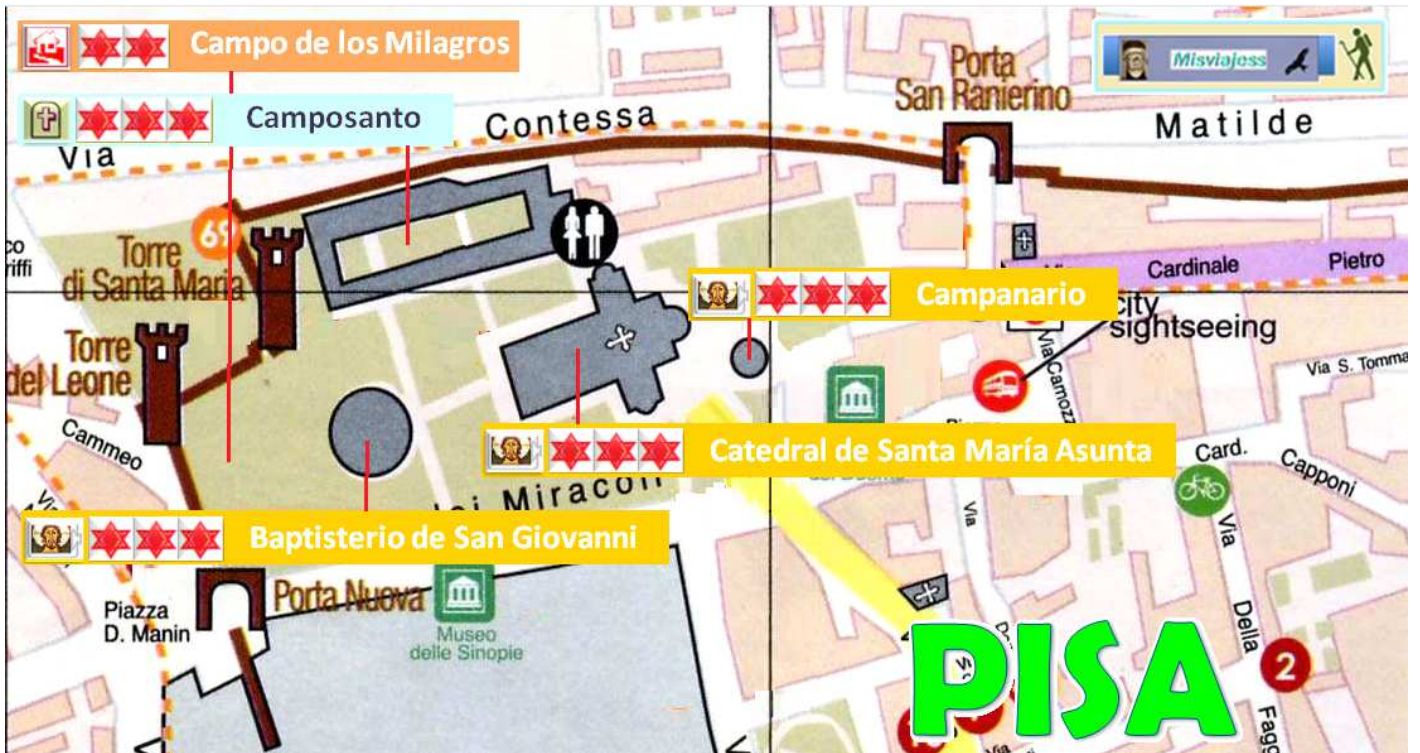 Campo de los Milagros
Misviajess
Porta
San Ranierino
Camposanto
Contessa
Matilde
Via
69
Torre
di Santa Maria
Cardinale
Pietro
Campanario
city
sightseeing
Torre
del Leone
Via Camozz
Via S. Tomma
Cammeo
Catedral de Santa María Asunta
Card.
Capponi
Via
Via
Baptisterio de San Giovanni
Porta Nuova
Piazza
D. Manin
Museo
delle Sinopie
Della
2
PISA
Via